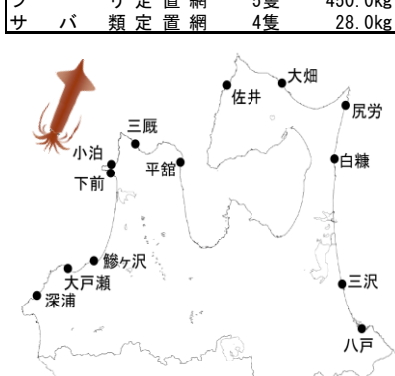 リ定置網 5隻 450.0kg
サバ類定置網 4隻 28.0kg
大畑
佐井
尻労
三厩
小泊
平舘
白糠
下前
鰺ヶ沢
大戸瀬
三沢
深浦
八戸